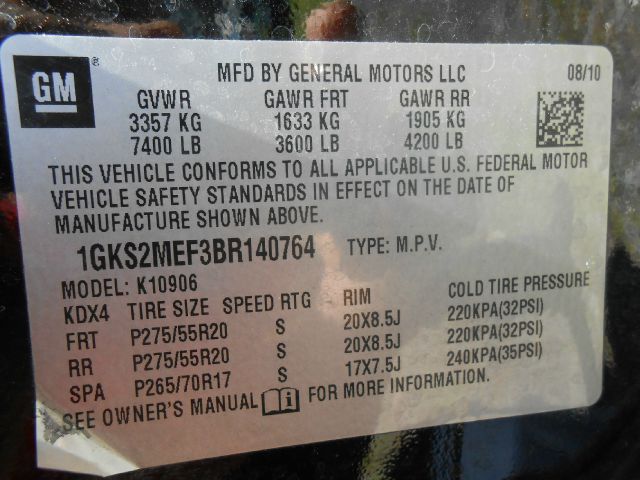 GM ®
MFD BY GENERAL MOTORS LLC 08/10
GVWR GAWR FRT GAWR RR
3357 KG 1633 KG 1905 KG
7400 LB 3600 LB 4200 LB
THIS VEHICLE CONFORMS TO ALL APPLICABLE U.S. FEDERAL MOTOR
VEHICLE SAFETY STANDARDS IN EFFECT ON THE DATE OF
MANUFACTURE SHOWN ABOVE.
1GKS2MEF3BR140764 TYPE: M.P.V.
MODEL: K10906
KDX4 TIRE SIZE SPEED RTG RIM COLD TIRE PRESSURE
FRT P275/55R20 S 20X8.5J 220KPA(32PSI)
RR P275/55R20 S 20X8.5J 220KPA(32PSI)
SPA P265/70R17 S 17X7.5J 240KPA(35PSI)
SEE OWNER'S MANUAL FOR MORE INFORMATION.